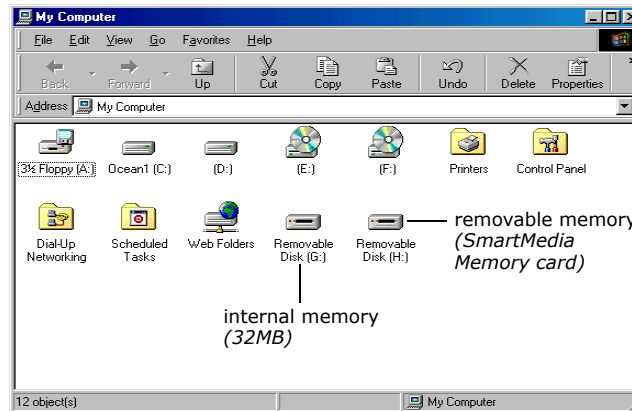 My Computer
File Edit View Go Favorites Help
Back Forward Up Cut Copy Paste Undo Delete Properties
Address My Computer
3½ Floppy (A:) Ocean1 (C:) (D:) (E:) (F:) Printers Control Panel
Dial-Up Networking Scheduled Tasks Web Folders Removable Disk (G:) Removable Disk (H:)
removable memory
(SmartMedia
Memory card)
internal memory
(32MB)
12 object(s) My Computer